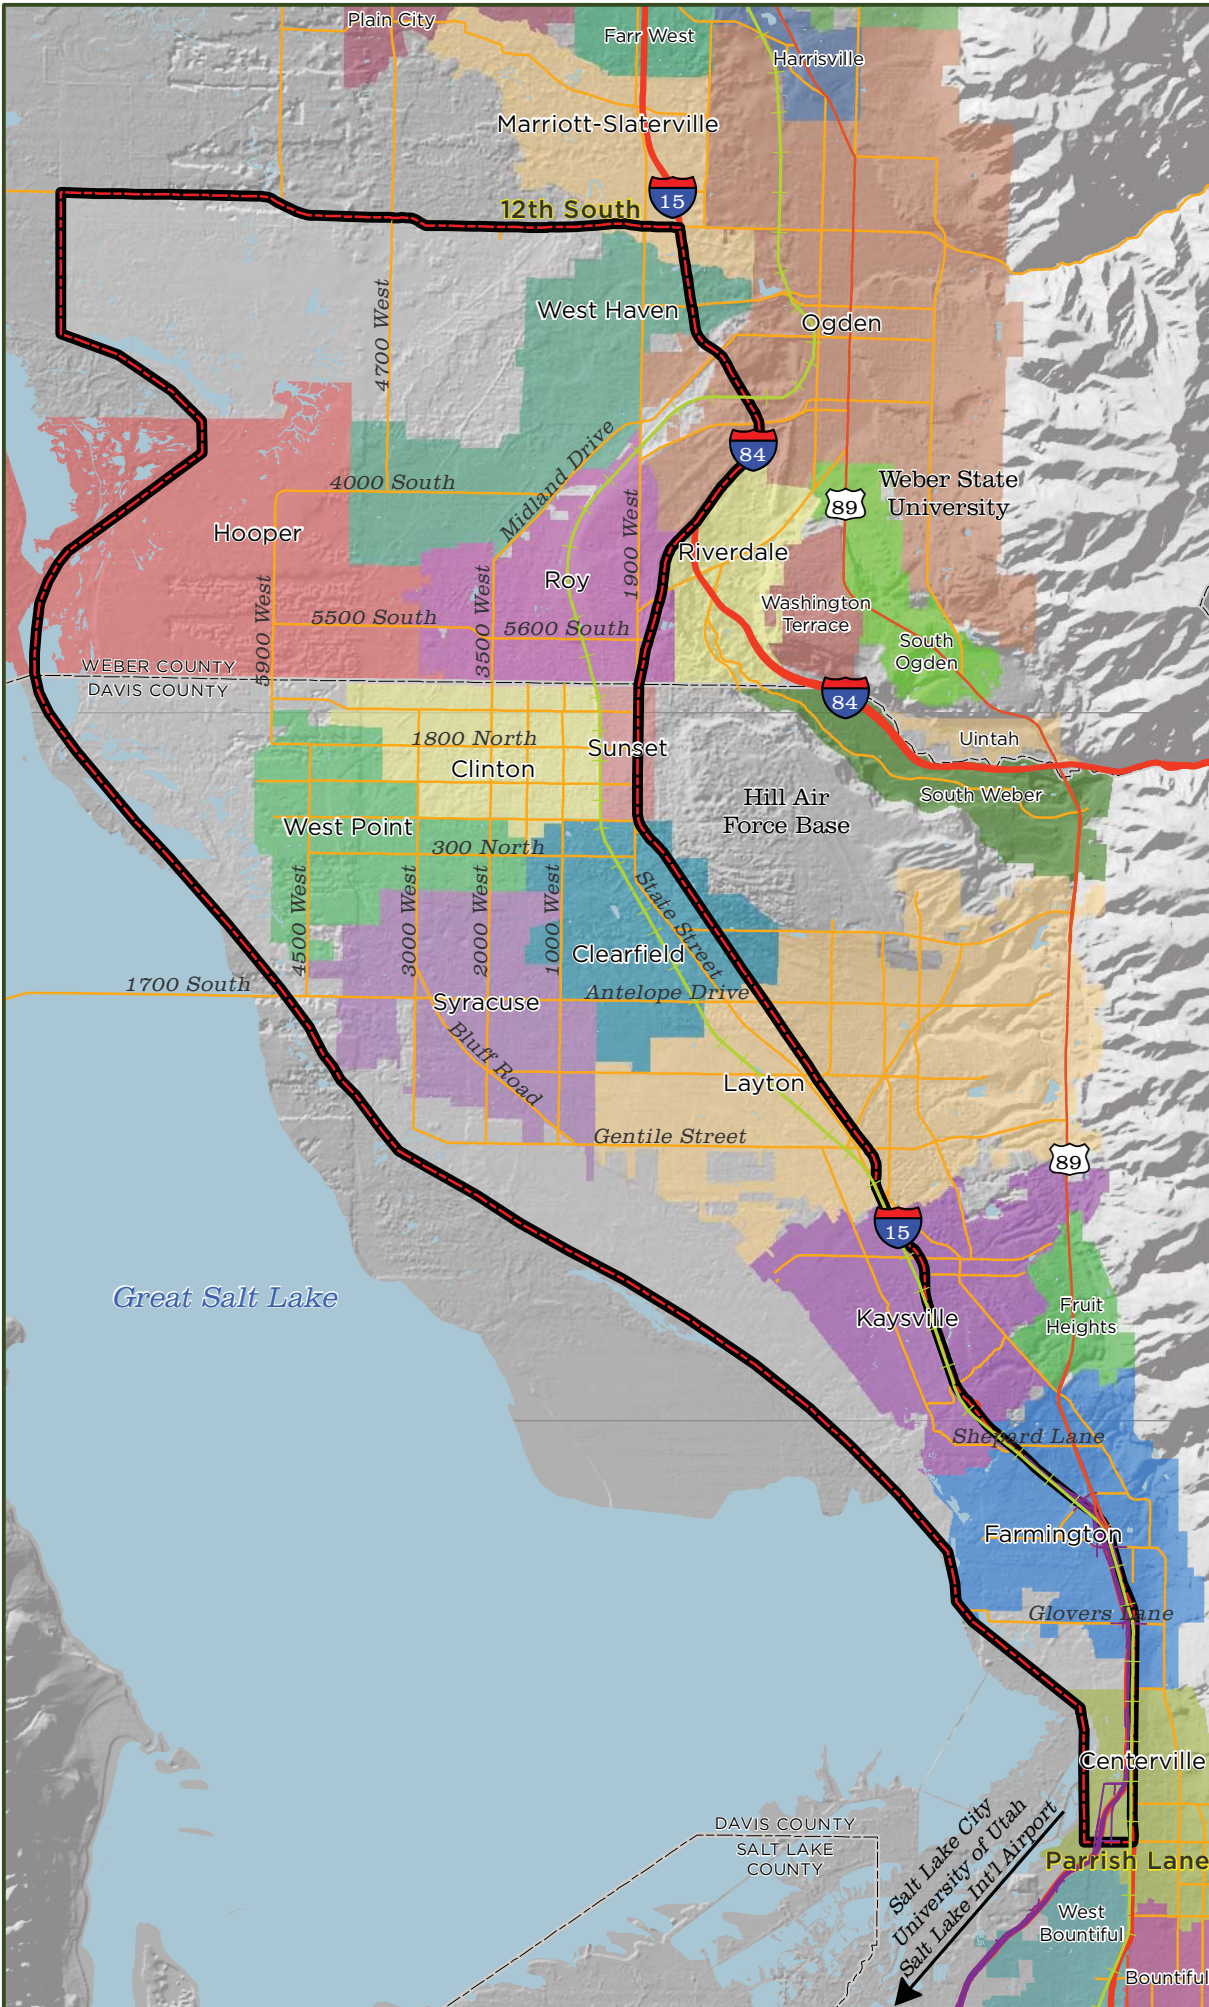 Plain City
Farr West
Harrisville
Marriott-Slaterville
15
12th South
4700 West
West Haven
Ogden
Midland Drive
84
4000 South
Weber State
University
89
1900 West
Hooper
Riverdale
Roy
3500 West
5900 West
Washington
Terrace
5500 South
5600 South
South
Ogden
WEBER COUNTY
DAVIS COUNTY
84
1800 North
Sunset
Uintah
Clinton
Hill Air
Force Base
South Weber
West Point
300 North
4500 West
3000 West
2000 West
1000 West
State Street
Clearfield
1700 South
Antelope Drive
Syracuse
Bluff Road
Layton
Gentile Street
89
15
Great Salt Lake
Kaysville
Fruit
Heights
Shepard Lane
Farmington
Glovers Lane
Centerville
DAVIS COUNTY
SALT LAKE
COUNTY
Salt Lake City
University of Utah
Salt Lake Int'l Airport
Parrish Lane
West
Bountiful
Bountiful